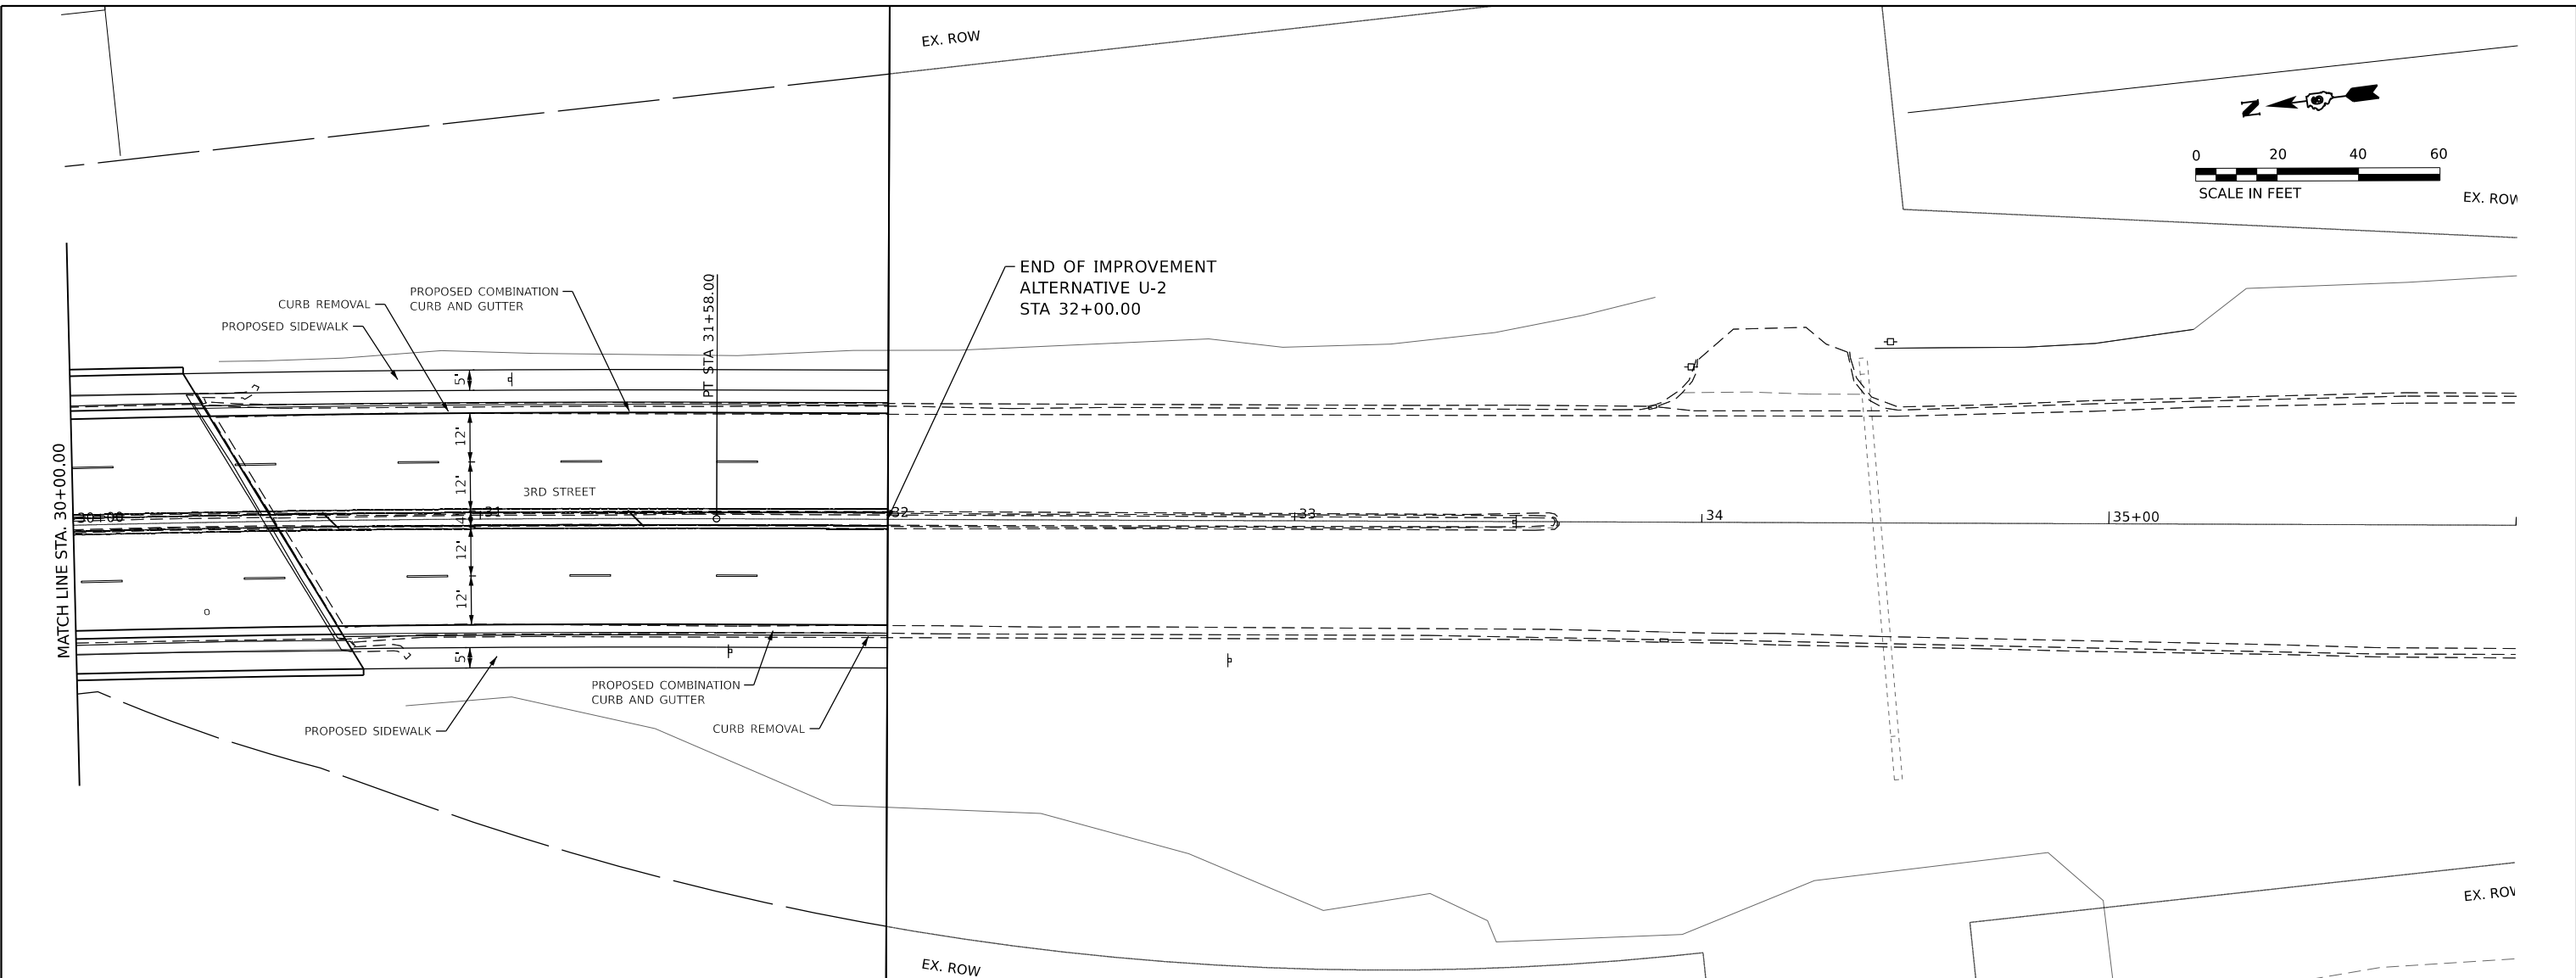 EX. ROW
N
0 20 40 60
SCALE IN FEET
EX. ROW
END OF IMPROVEMENT
ALTERNATIVE U-2
STA 32+00.00
PROPOSED COMBINATION
CURB AND GUTTER
CURB REMOVAL
PROPOSED SIDEWALK
PT STA 31+58.00
5'
12'
12'
3RD STREET
MATCH LINE STA. 30+00.00
30+00
31
32
33
34
35+00
4'
12'
12'
5'
PROPOSED COMBINATION
CURB AND GUTTER
CURB REMOVAL
PROPOSED SIDEWALK
EX. ROW
EX. ROW